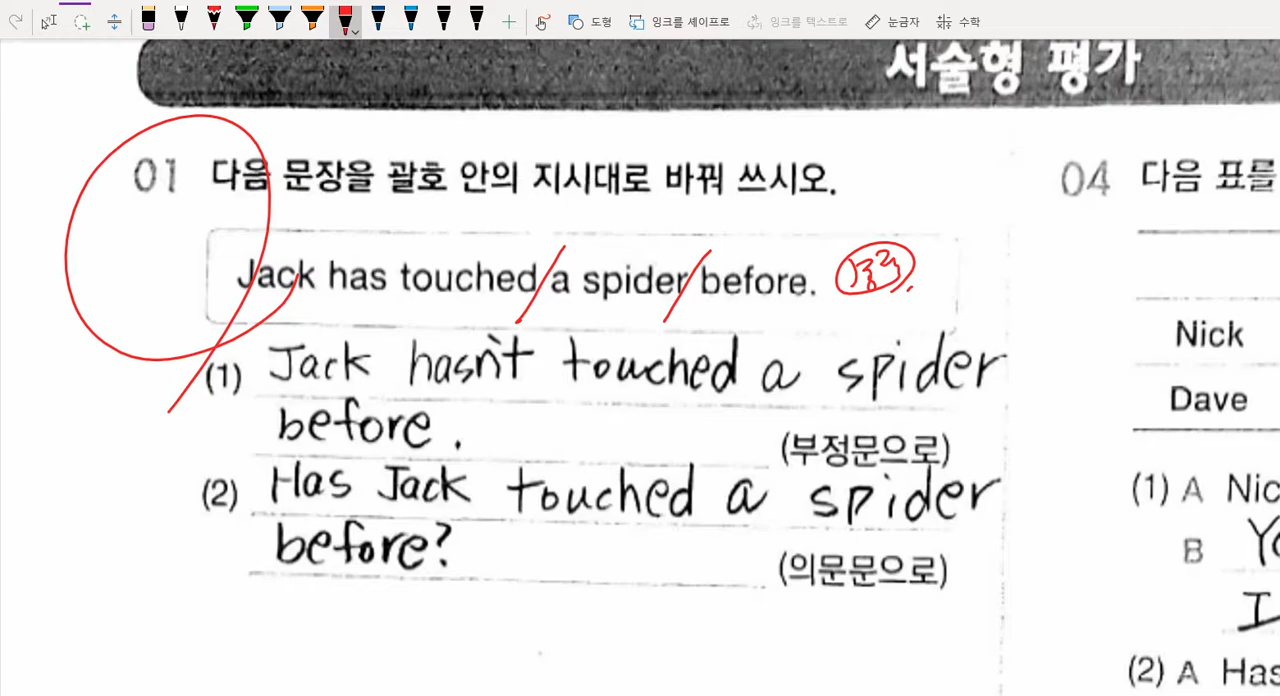 도형 잉크를 셰이프로 잉크를 텍스트로 눈금자 수학
서술형 평가
01 다음 문장을 괄호 안의 지시대로 바꿔 쓰시오.
Jack has touched a spider before.
(1) Jack hasn't touched a spider
before.
(부정문으로)
(2) Has Jack touched a spider
before?
(의문문으로)
04 다음 표를
Nick
Dave
(1) A Nic
B
I
(2) A Has